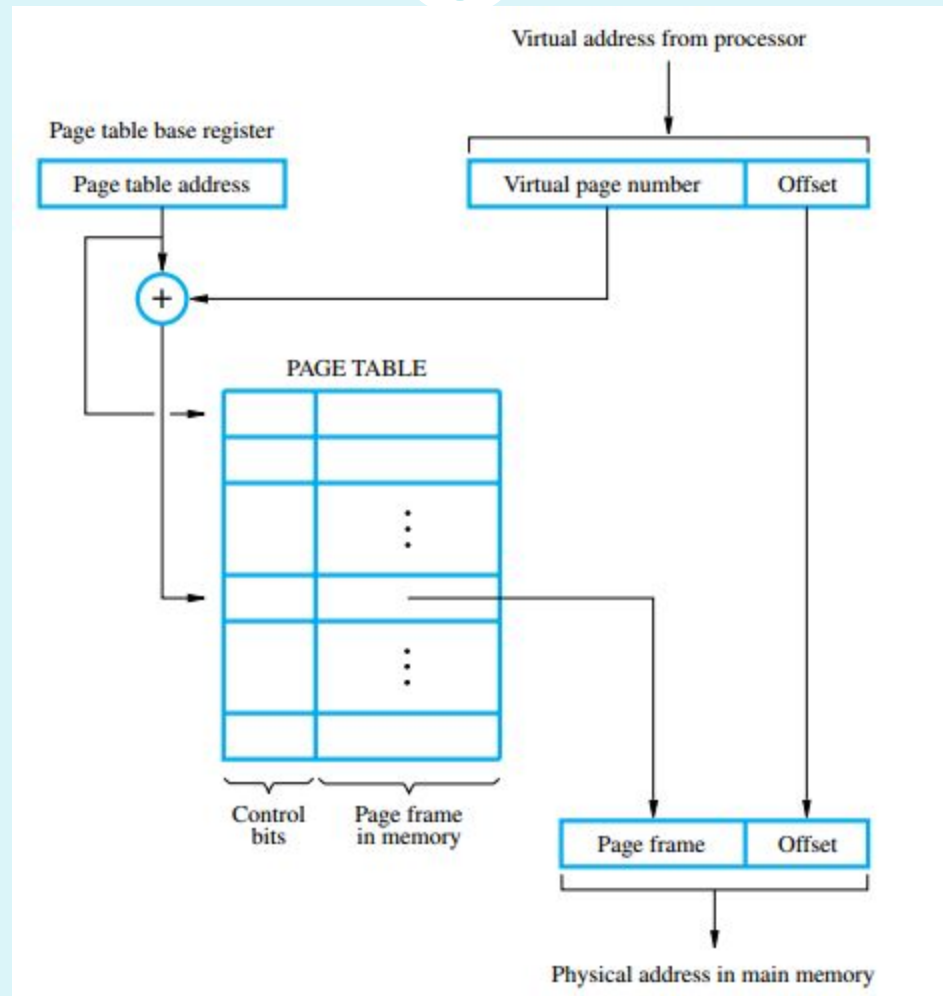 Virtual address from processor
Page table base register
Page table address
Virtual page number
Offset
+
PAGE TABLE
Control
bits
Page frame
in memory
Page frame
Offset
Physical address in main memory